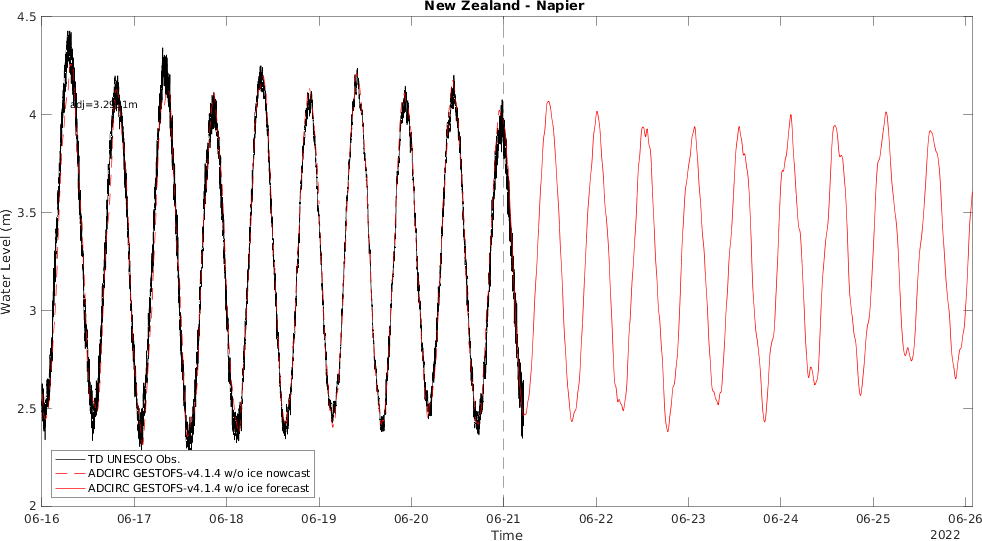 New Zealand - Napier
4.5
4
3.5
3
2.5
2
Water Level (m)
TD UNESCO Obs.
ADCIRC GESTOFS-v4.1.4 w/o ice nowcast
ADCIRC GESTOFS-v4.1.4 w/o ice forecast
06-16 06-17 06-18 06-19 06-20 06-21 06-22 06-23 06-24 06-25 06-26
Time
2022